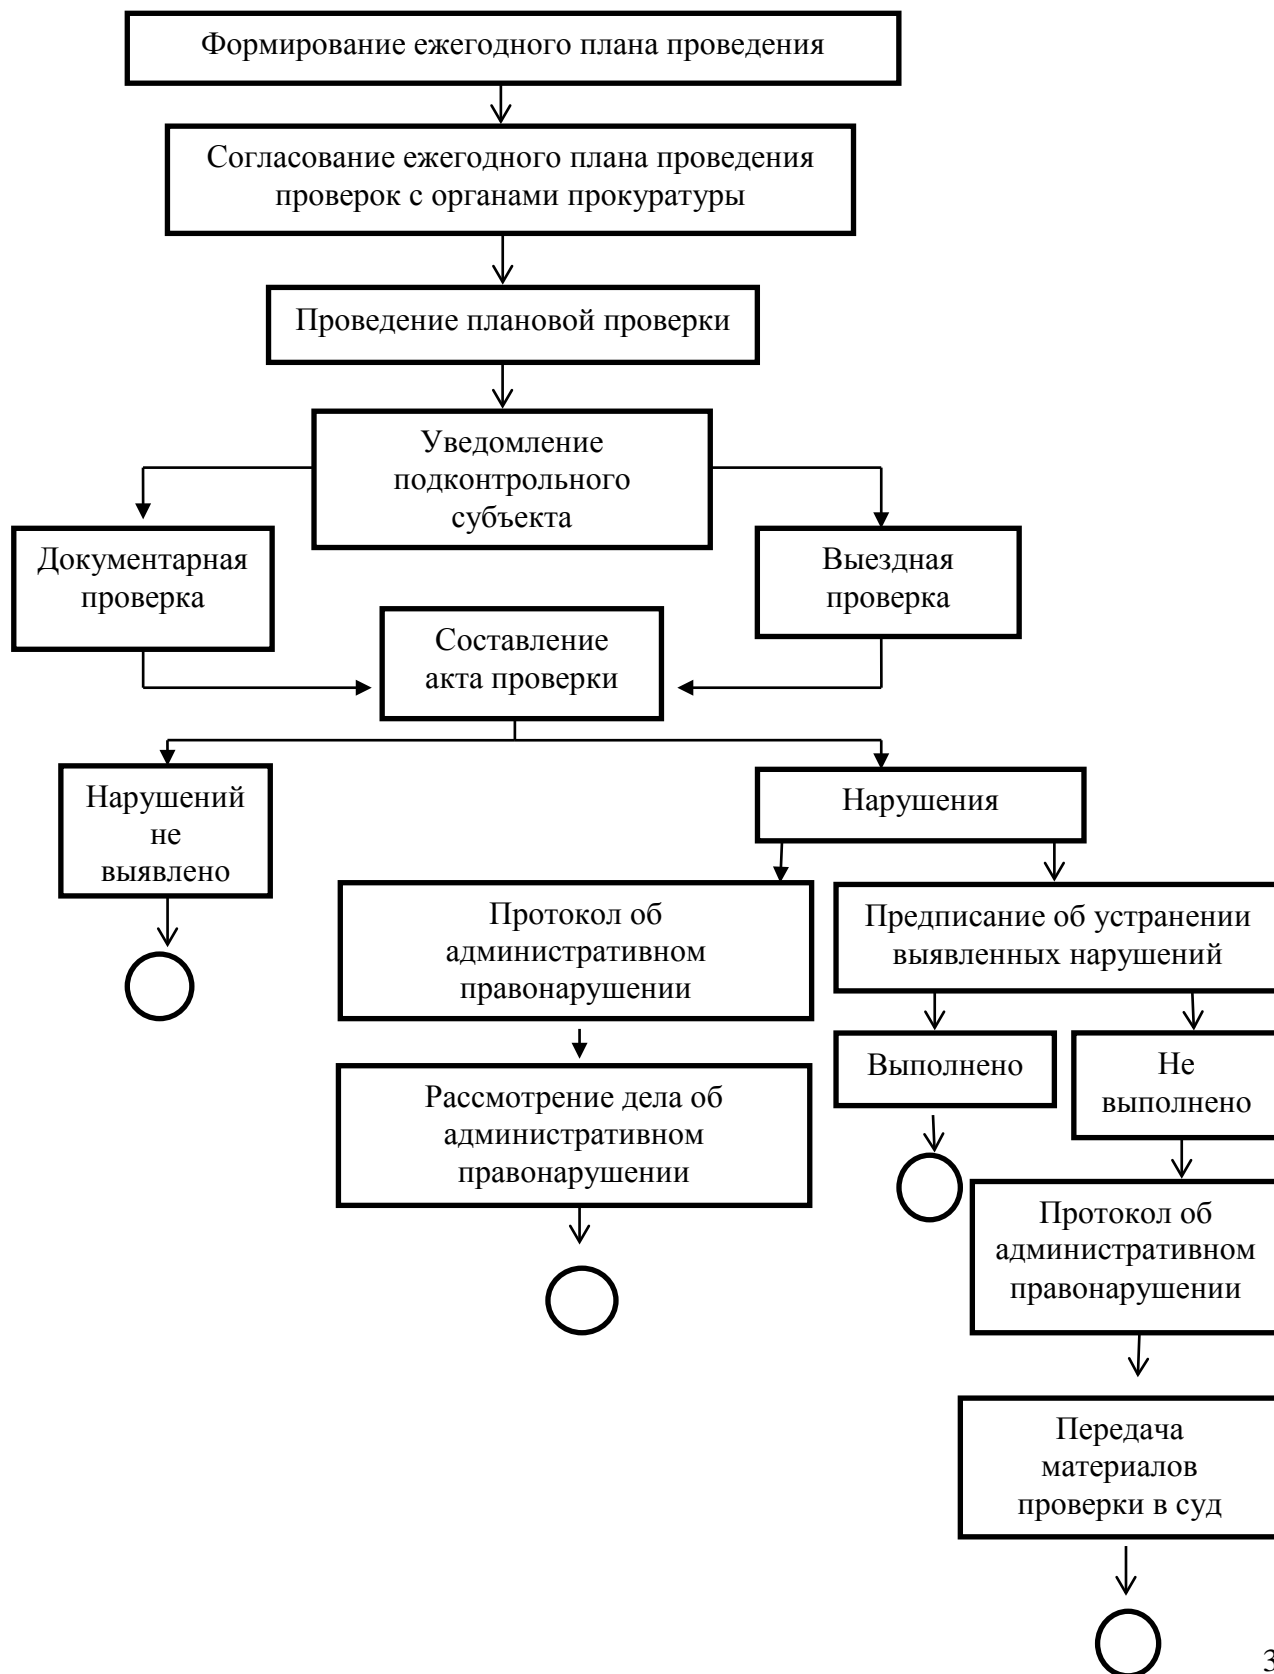 Формирование ежегодного плана проведения
Согласование ежегодного плана проведения
проверок с органами прокуратуры
Проведение плановой проверки
Уведомление
подконтрольного
субъекта
Документарная
проверка
Выездная
проверка
Составление
акта проверки
Нарушений
не
выявлено
Нарушения
Протокол об
административном
правонарушении
Предписание об устранении
выявленных нарушений
Выполнено
Не
выполнено
Рассмотрение дела об
административном
правонарушении
Протокол об
административном
правонарушении
Передача
материалов
проверки в суд
3